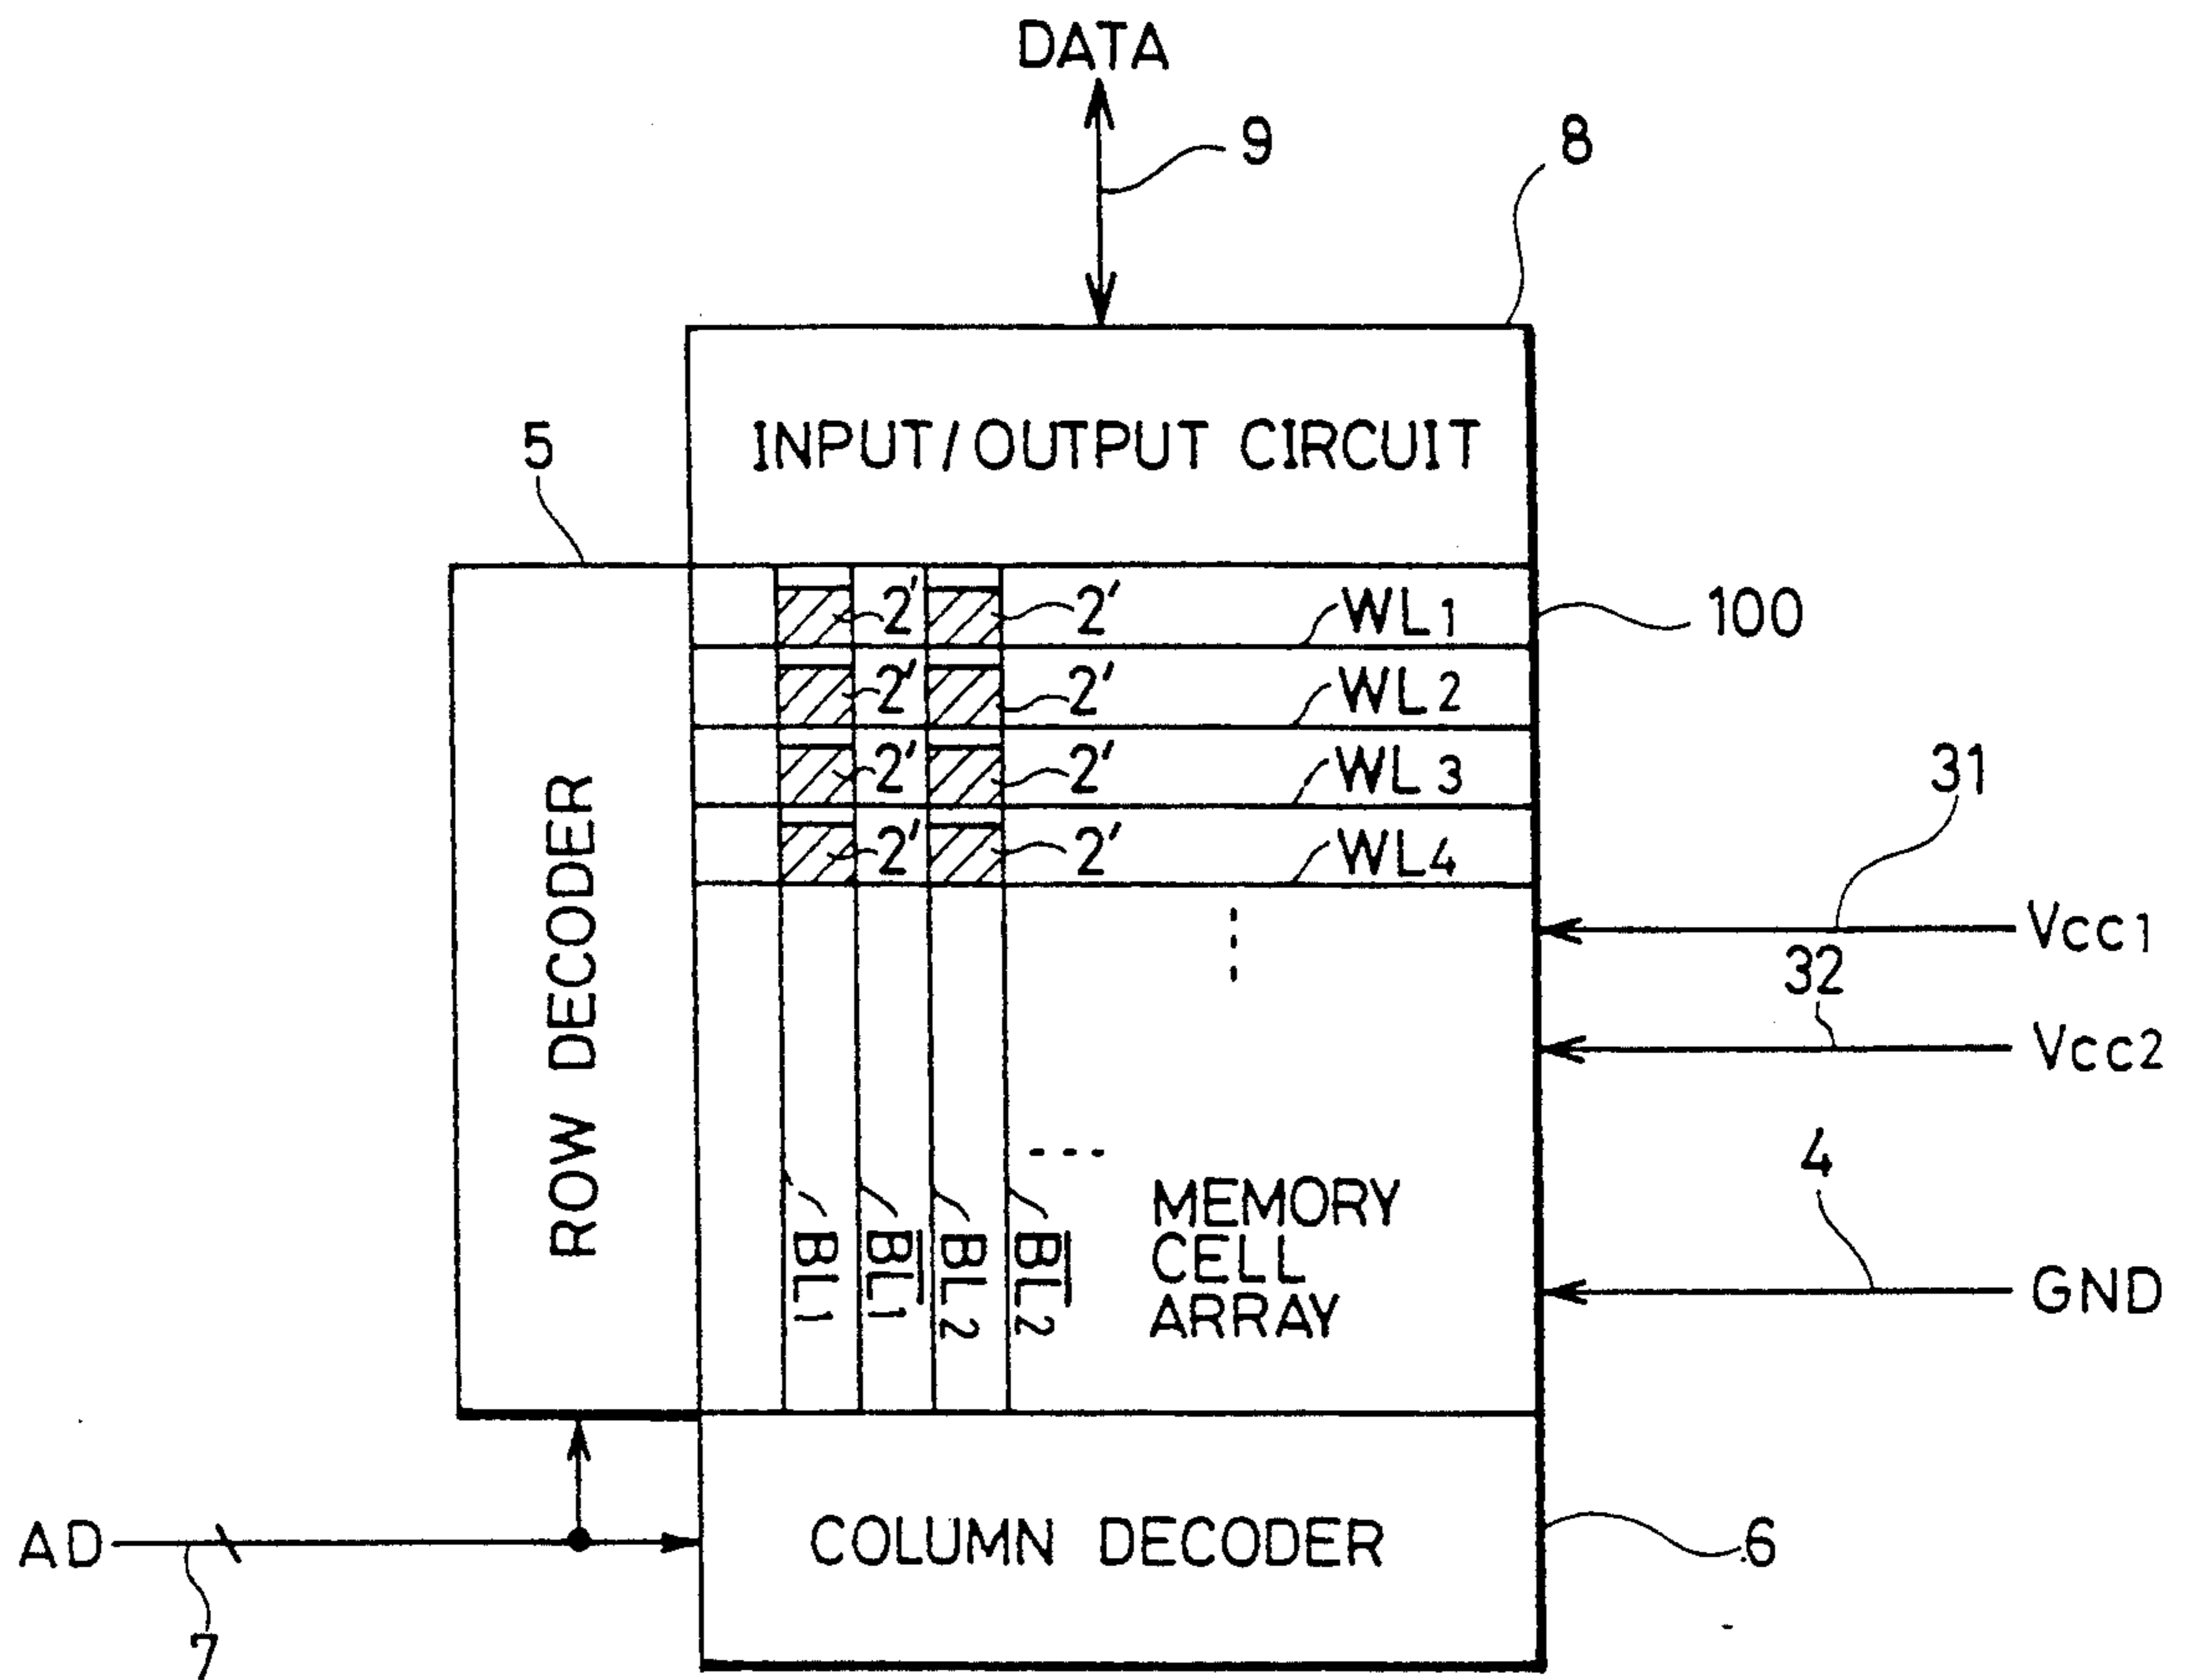 DATA
9
8
INPUT/OUTPUT CIRCUIT
5
2' 2' WL1
100
2' 2' WL2
2' 2' WL3
31
2' 2' WL4
Vcc1
32
Vcc2
ROW DECODER
4
MEMORY
CELL
ARRAY
BL1 B̅L̅1̅ BL2 B̅L̅2̅
GND
AD
COLUMN DECODER
6
7